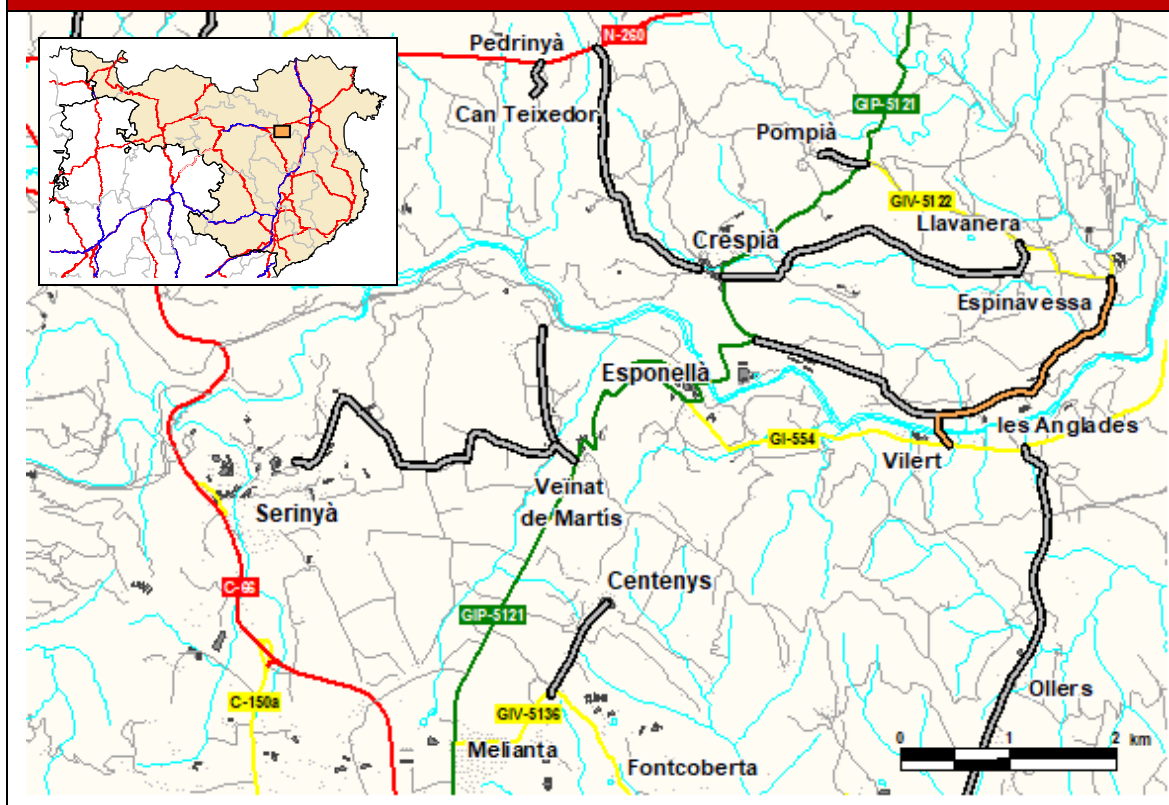 Pedrinyà
N-260
Can Teixedor
GIP-5121
Pompià
GIV-5122
Llavanera
Crespià
Espinavessa
Esponellà
les Anglades
GI-554
Vilert
Veïnat
de Martís
Serinyà
Centenys
C-66
GIP-5121
Ollers
C-150a
GIV-5136
Melianta
Fontcoberta
0 1 2 km